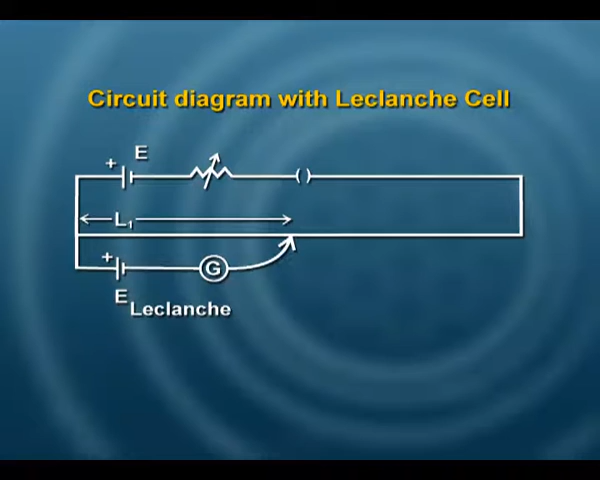 Circuit diagram with Leclanche Cell
E
+
( )
L₁
+
G
E Leclanche